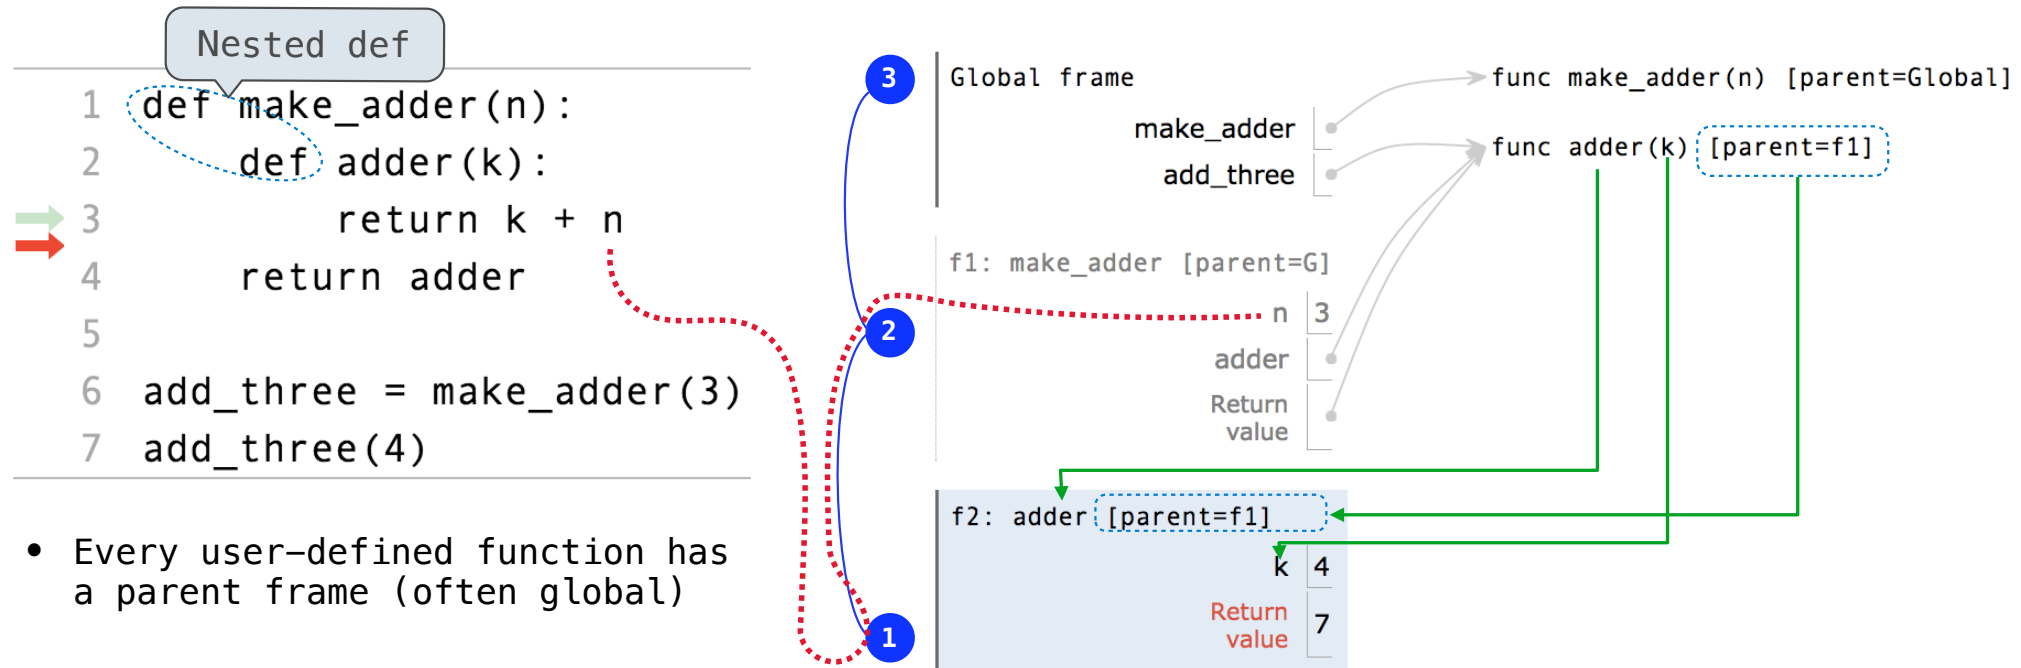 Nested def
1 def make_adder(n):
2     def adder(k):
3         return k + n
4     return adder
5
6 add_three = make_adder(3)
7 add_three(4)
• Every user-defined function has
a parent frame (often global)
3
2
1
Global frame
make_adder
add_three
func make_adder(n) [parent=Global]
func adder(k) [parent=f1]
f1: make_adder [parent=G]
n 3
adder
Return
value
f2: adder [parent=f1]
k 4
Return
value 7